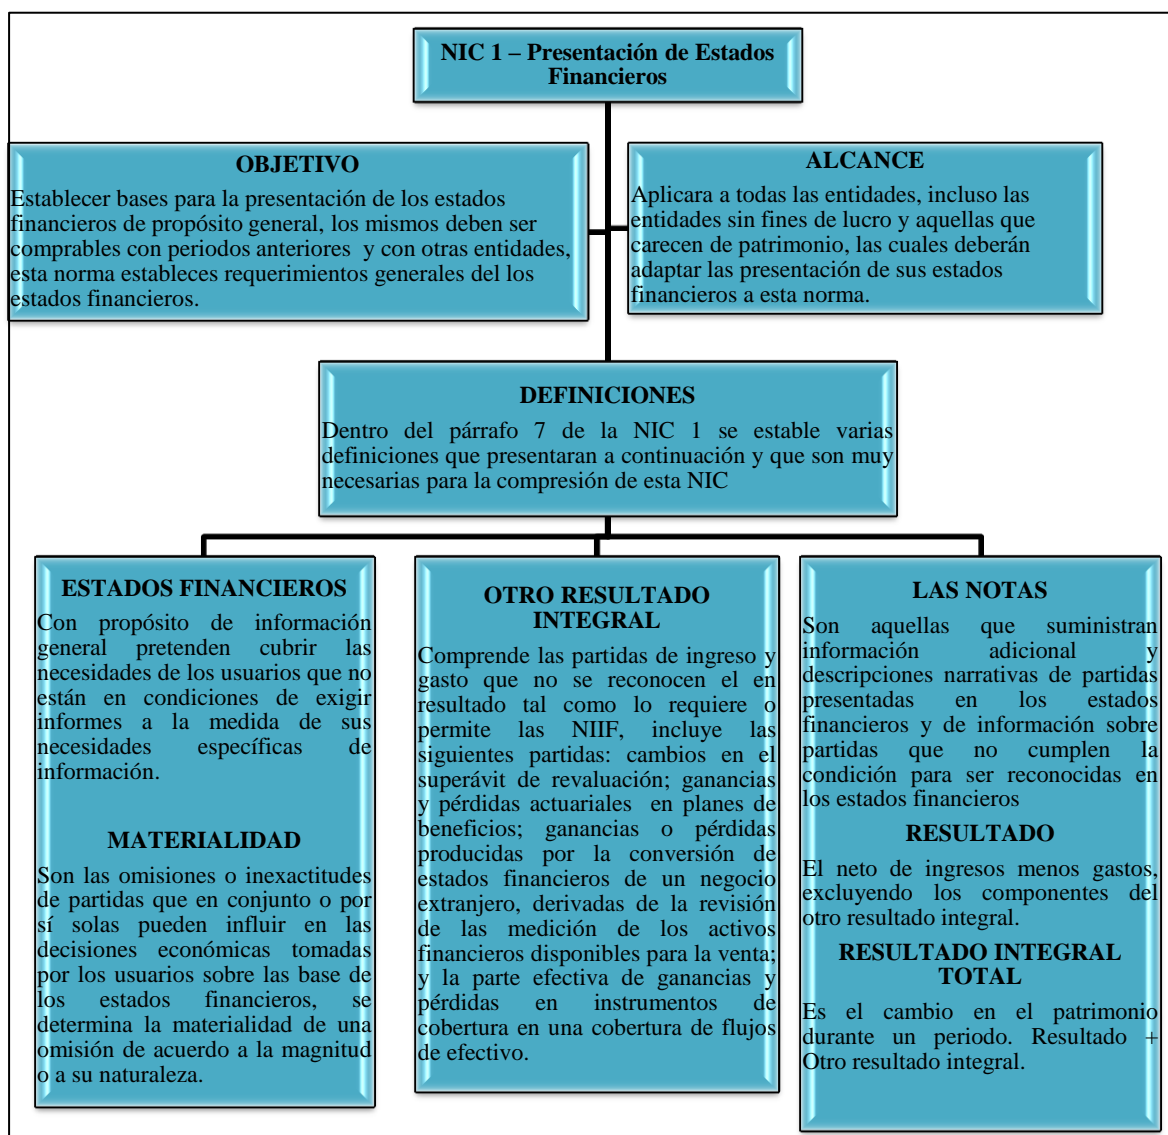 NIC 1 – Presentación de Estados
Financieros
OBJETIVO
Establecer bases para la presentación de los estados
financieros de propósito general, los mismos deben ser
comprables con periodos anteriores y con otras entidades,
esta norma estableces requerimientos generales del los
estados financieros.
ALCANCE
Aplicara a todas las entidades, incluso las
entidades sin fines de lucro y aquellas que
carecen de patrimonio, las cuales deberán
adaptar las presentación de sus estados
financieros a esta norma.
DEFINICIONES
Dentro del párrafo 7 de la NIC 1 se estable varias
definiciones que presentaran a continuación y que son muy
necesarias para la compresión de esta NIC
ESTADOS FINANCIEROS
Con propósito de información
general pretenden cubrir las
necesidades de los usuarios que no
están en condiciones de exigir
informes a la medida de sus
necesidades específicas de
información.
MATERIALIDAD
Son las omisiones o inexactitudes
de partidas que en conjunto o por
sí solas pueden influir en las
decisiones económicas tomadas
por los usuarios sobre las base de
los estados financieros, se
determina la materialidad de una
omisión de acuerdo a la magnitud
o a su naturaleza.
OTRO RESULTADO
INTEGRAL
Comprende las partidas de ingreso y
gasto que no se reconocen el en
resultado tal como lo requiere o
permite las NIIF, incluye las
siguientes partidas: cambios en el
superávit de revaluación; ganancias
y pérdidas actuariales en planes de
beneficios; ganancias o pérdidas
producidas por la conversión de
estados financieros de un negocio
extranjero, derivadas de la revisión
de las medición de los activos
financieros disponibles para la venta;
y la parte efectiva de ganancias y
pérdidas en instrumentos de
cobertura en una cobertura de flujos
de efectivo.
LAS NOTAS
Son aquellas que suministran
información adicional y
descripciones narrativas de partidas
presentadas en los estados
financieros y de información sobre
partidas que no cumplen la
condición para ser reconocidas en
los estados financieros
RESULTADO
El neto de ingresos menos gastos,
excluyendo los componentes del
otro resultado integral.
RESULTADO INTEGRAL
TOTAL
Es el cambio en el patrimonio
durante un periodo. Resultado +
Otro resultado integral.